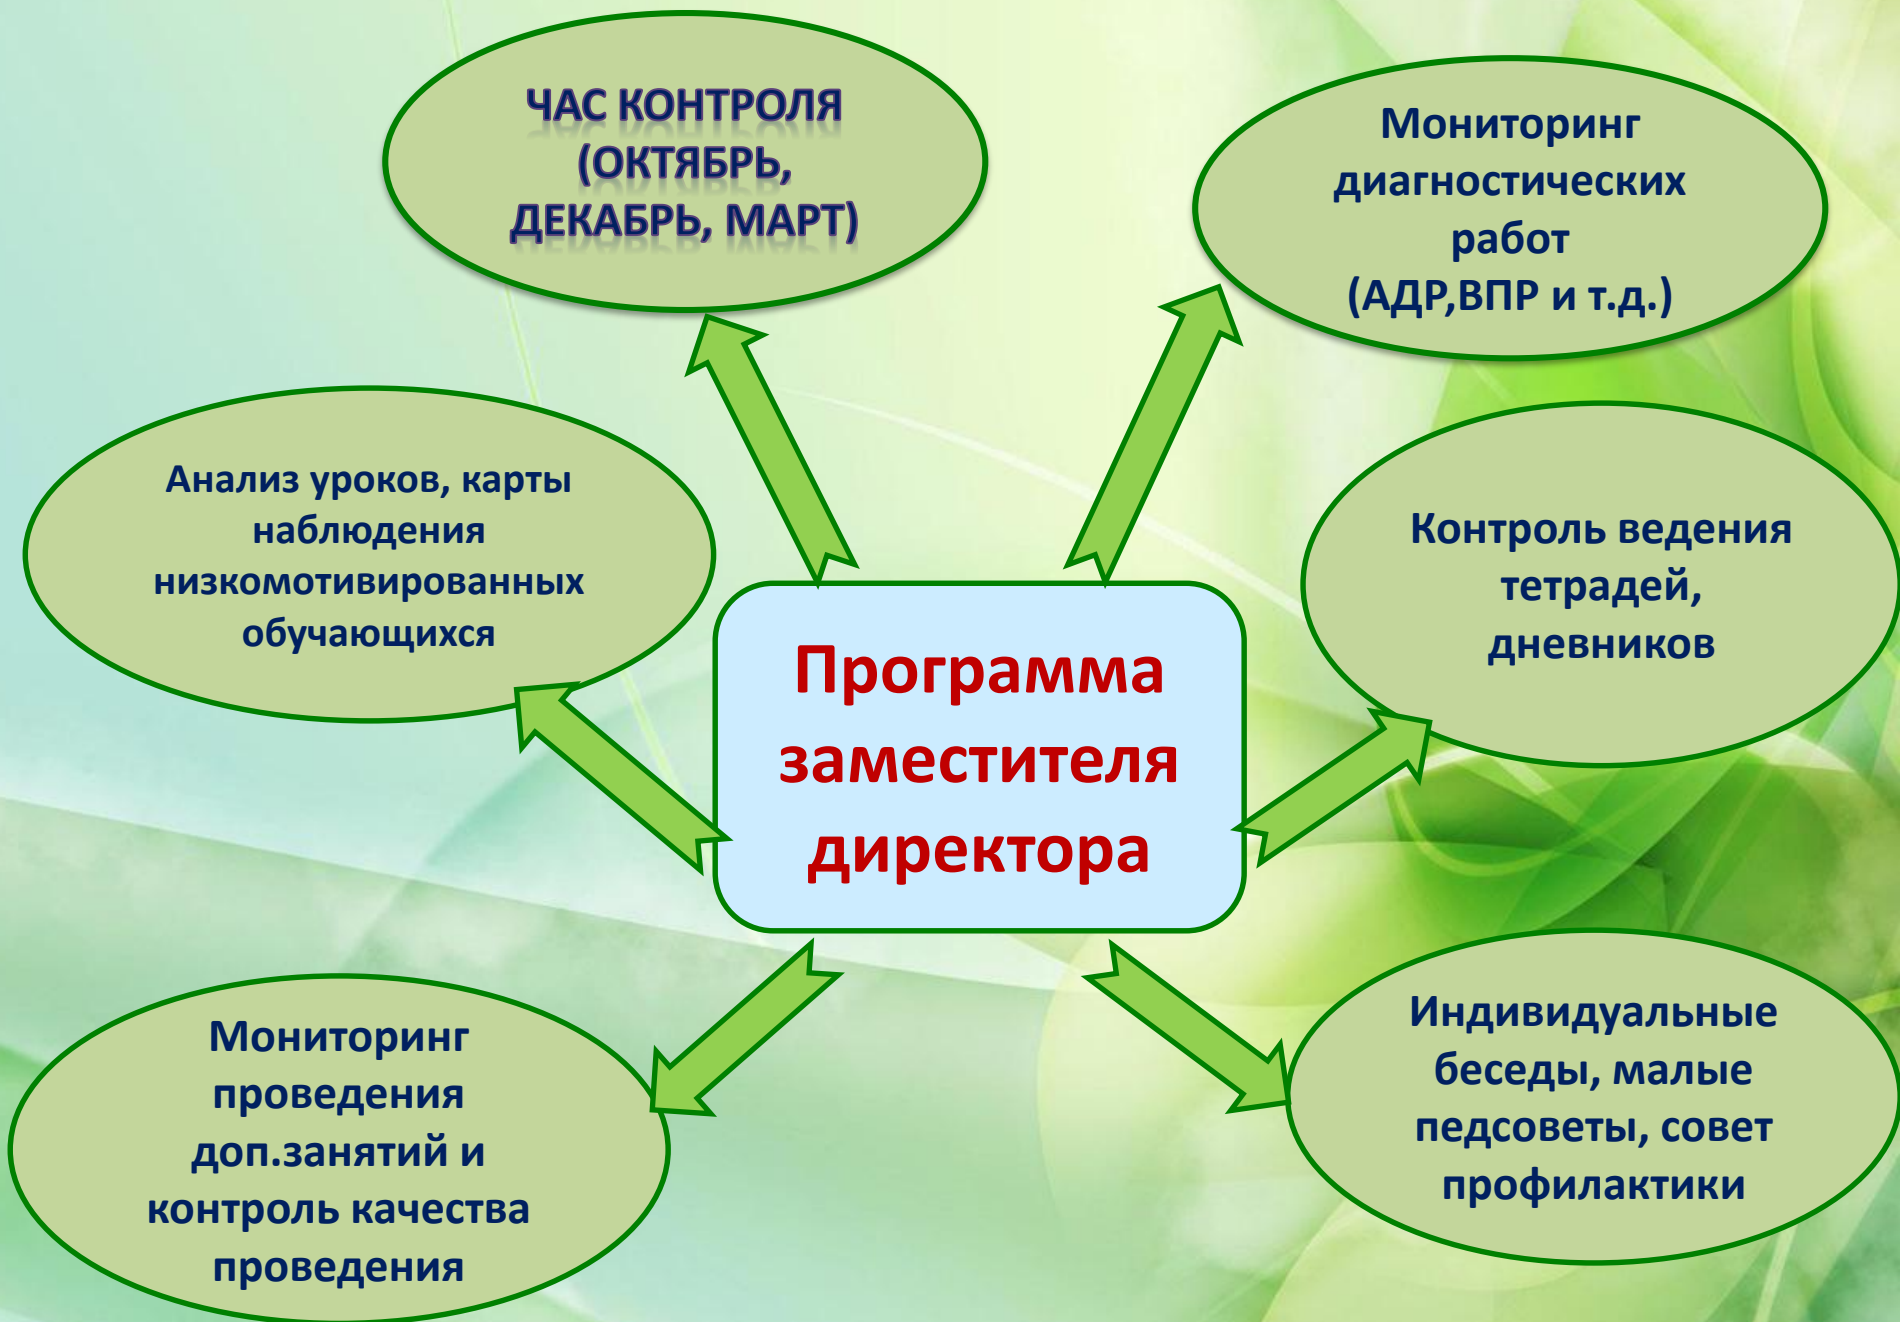 ЧАС КОНТРОЛЯ
(ОКТЯБРЬ,
ДЕКАБРЬ, МАРТ)
Мониторинг
диагностических
работ
(АДР,ВПР и т.д.)
Анализ уроков, карты
наблюдения
низкомотивированных
обучающихся
Контроль ведения
тетрадей,
дневников
Программа
заместителя
директора
Мониторинг
проведения
доп.занятий и
контроль качества
проведения
Индивидуальные
беседы, малые
педсоветы, совет
профилактики